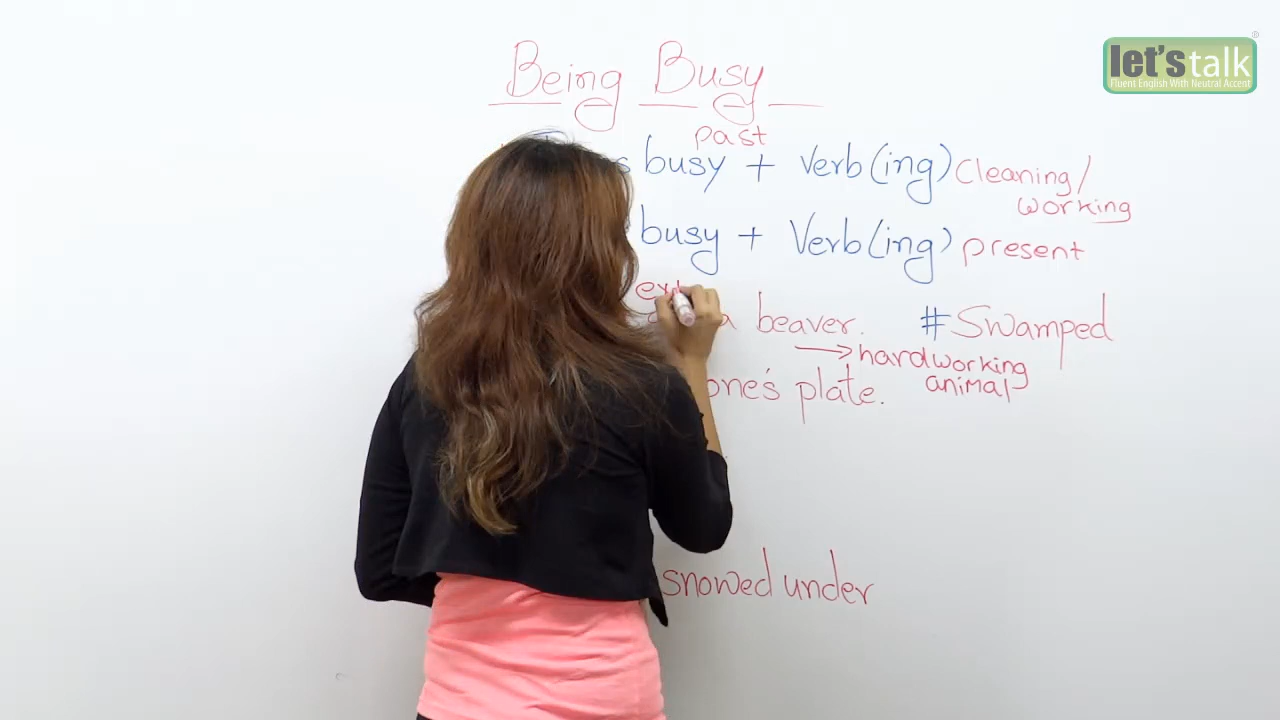 Being Busy
let's talk
®
Fluent English With Neutral Accent
past
s busy + verb(ing) cleaning/
working
busy + Verb(ing) present
ext
a beaver. # Swamped
→ hardworking
animal
one's plate.
snowed under